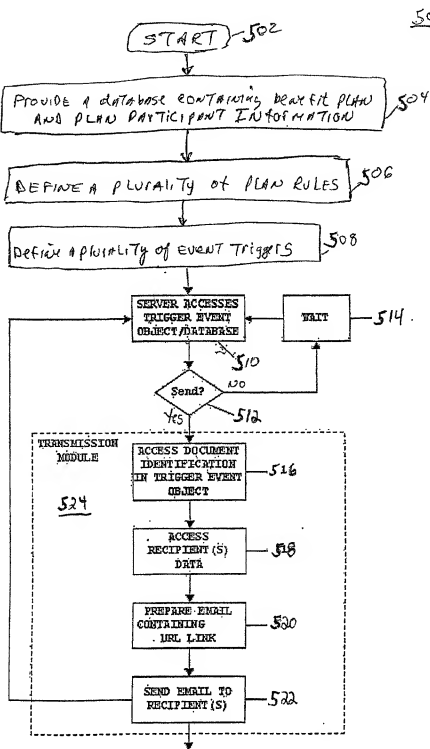 START 502
PROVIDE A DATABASE CONTAINING benefit PLAN
AND PLAN PARTICIPANT INFORMATION
504
DEFINE A PLURALITY of PLAN RULES
506
Define A plurality of EVENT Triggers
508
SERVER ACCESSES
TRIGGER EVENT
OBJECT/DATABASE
510
WAIT
514
Send?
NO
512
Yes
TRANSMISSION
MODULE
524
ACCESS DOCUMENT
IDENTIFICATION
IN TRIGGER EVENT
OBJECT
516
ACCESS
RECIPIENT(S)
DATA
518
PREPARE EMAIL
CONTAINING
URL LINK
520
SEND EMAIL TO
RECIPIENT(S)
522